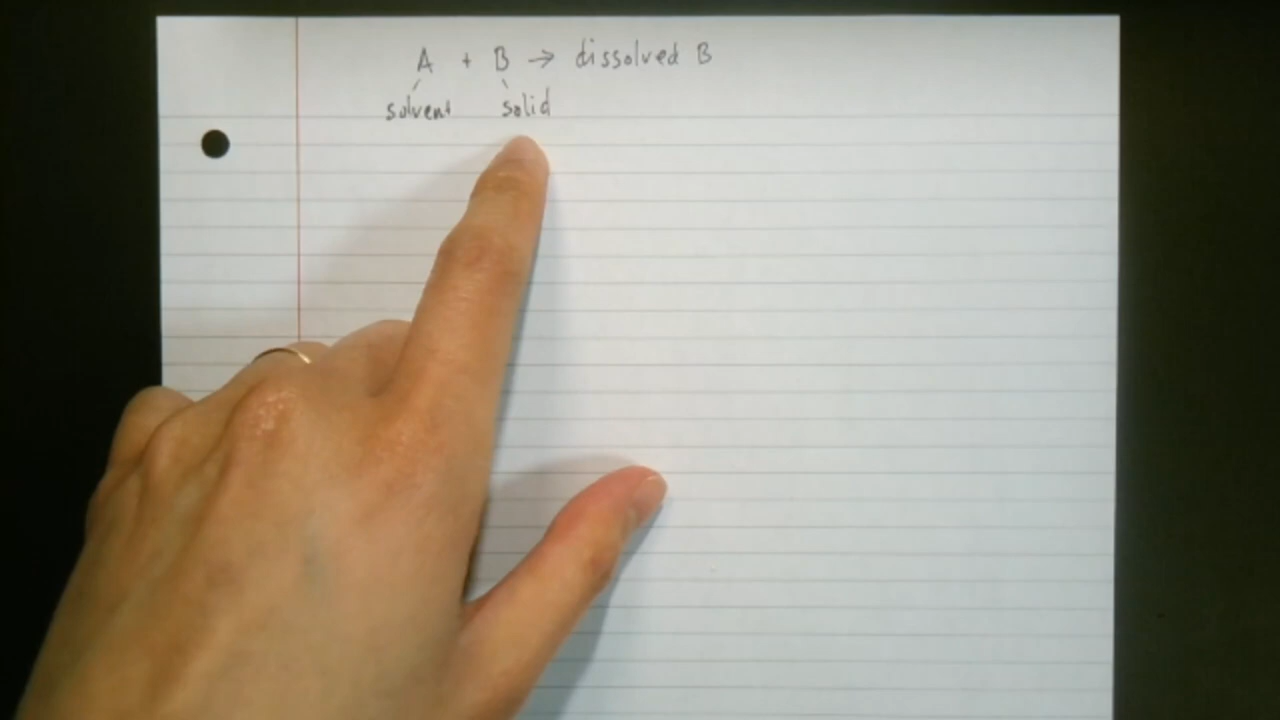 A + B → dissolved B
solvent solid